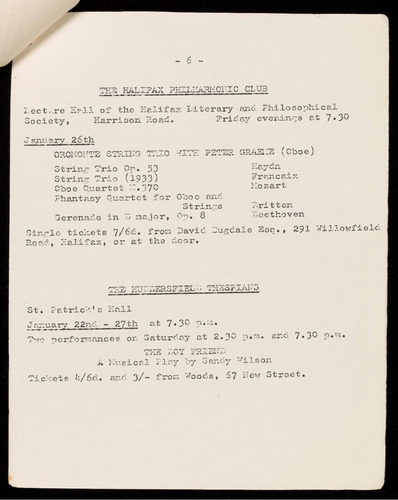 - 6 -
THE HALIFAX PHILHARMONIC CLUB
Lecture Hall of the Halifax Literary and Philosophical
Society, Harrison Road. Friday evenings at 7.30
January 26th
OROMONTE STRING TRIO WITH PETER GRAEME (Oboe)
String Trio Op. 53 Haydn
String Trio (1933) Francaix
Oboe Quartet K.370 Mozart
Phantasy Quartet for Oboe and
Strings Britten
Serenade in D major, Op. 8 Beethoven
Single tickets 7/6d. from David Dugdale Esq., 291 Willowfield
Road, Halifax, or at the door.
THE HUDDERSFIELD THESPIANS
St. Patrick's Hall
January 22nd - 27th at 7.30 p.m.
Two performances on Saturday at 2.30 p.m. and 7.30 p.m.
THE BOY FRIEND
A Musical Play by Sandy Wilson
Tickets 4/6d. and 3/- from Woods, 67 New Street.